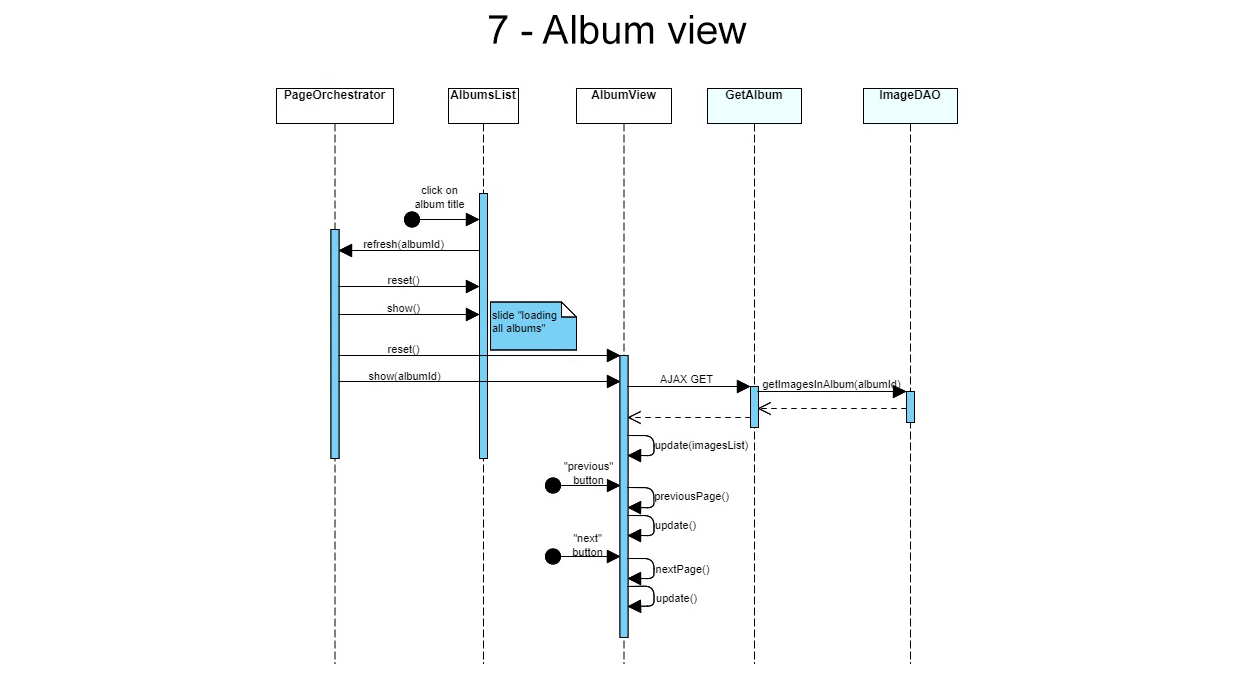 7 - Album view
PageOrchestrator
AlbumsList
AlbumView
GetAlbum
ImageDAO
click on
album title
refresh(albumId)
reset()
show()
slide "loading
all albums"
reset()
show(albumId)
AJAX GET
getImagesInAlbum(albumId)
update(imagesList)
"previous"
button
previousPage()
update()
"next"
button
nextPage()
update()